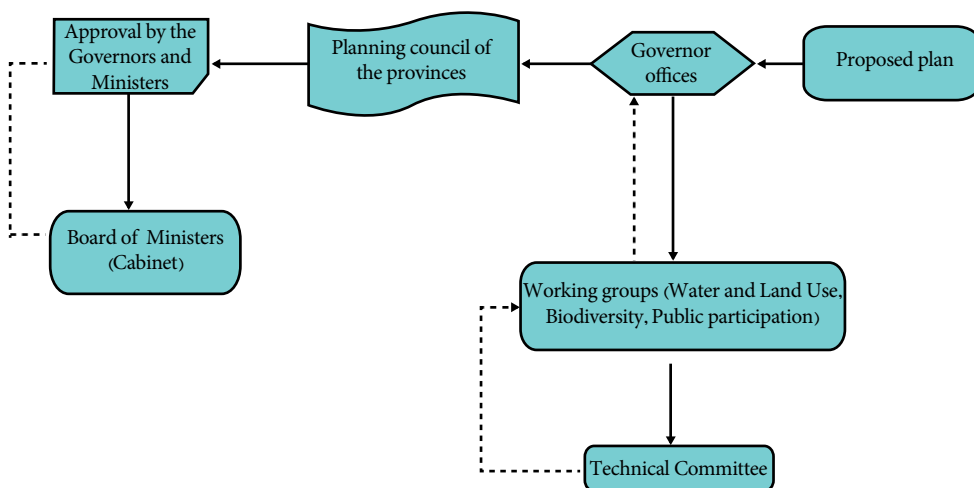 Approval by the
Governors and
Ministers
Planning council of
the provinces
Governor
offices
Proposed plan
Board of Ministers
(Cabinet)
Working groups (Water and Land Use,
Biodiversity, Public participation)
Technical Committee